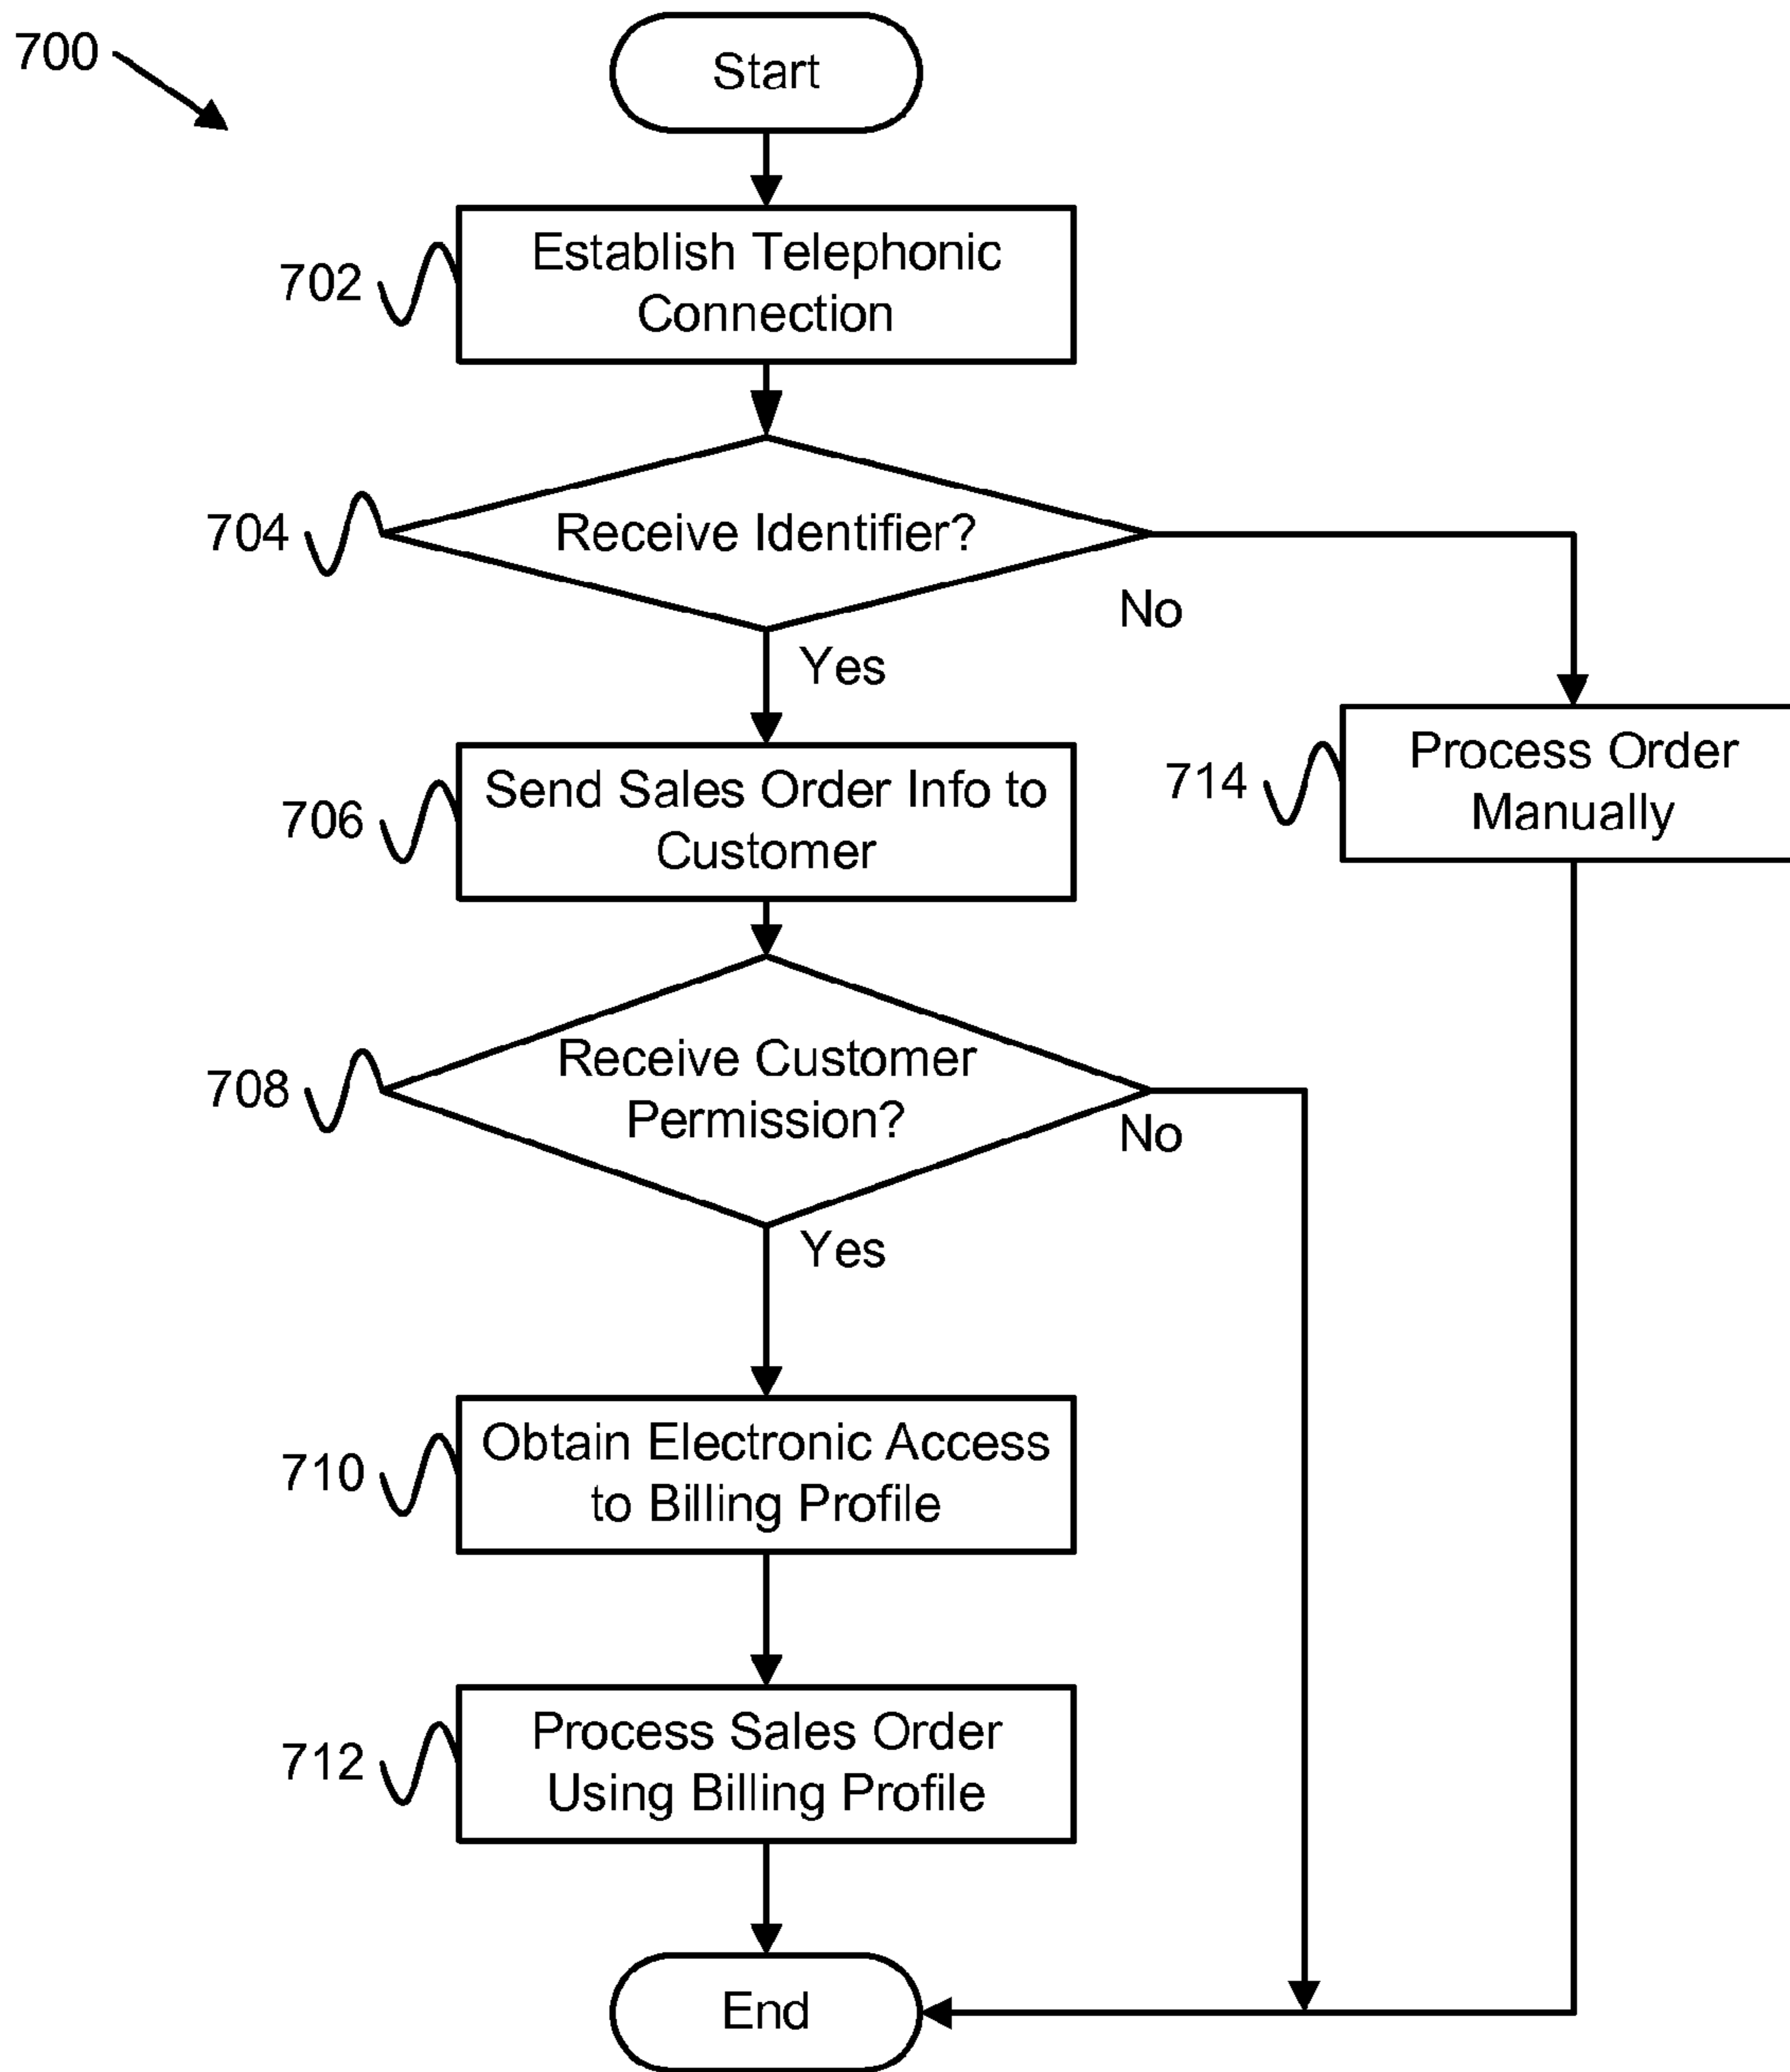 700
Start
702
Establish Telephonic
Connection
704
Receive Identifier?
No
Yes
706
Send Sales Order Info to
Customer
714
Process Order
Manually
708
Receive Customer
Permission?
No
Yes
710
Obtain Electronic Access
to Billing Profile
712
Process Sales Order
Using Billing Profile
End